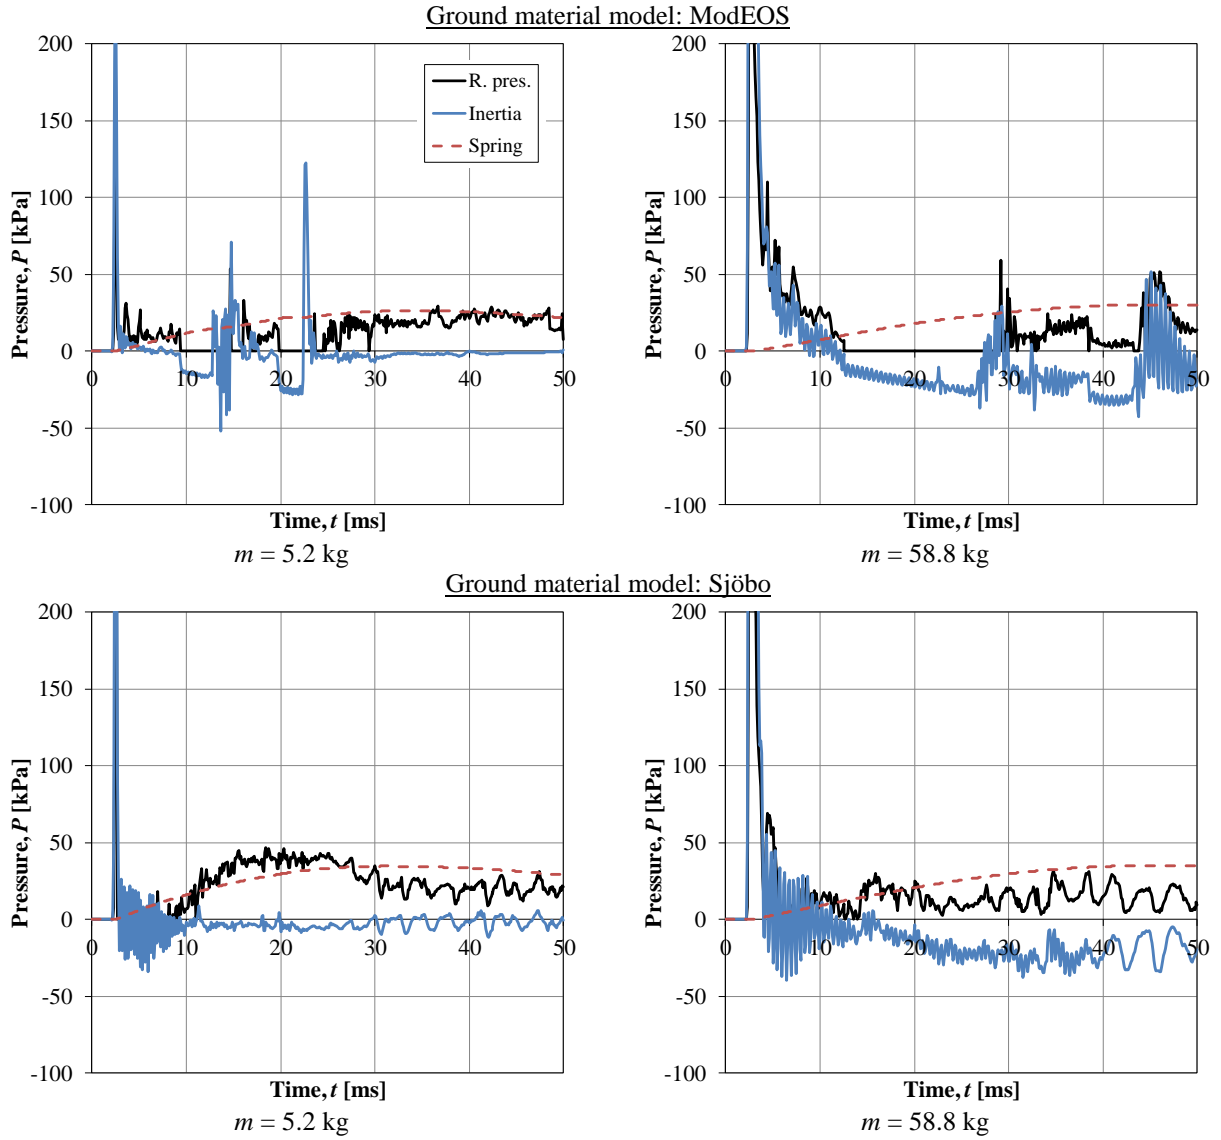 Ground material model: ModEOS
200
150
100
50
0
-50
-100
Pressure, P [kPa]
0 10 20 30 40 50
Time, t [ms]
R. pres.
Inertia
Spring
m = 5.2 kg
200
150
100
50
0
-50
-100
Pressure, P [kPa]
0 10 20 30 40 50
Time, t [ms]
m = 58.8 kg
Ground material model: Sjöbo
200
150
100
50
0
-50
-100
Pressure, P [kPa]
0 10 20 30 40 50
Time, t [ms]
m = 5.2 kg
200
150
100
50
0
-50
-100
Pressure, P [kPa]
0 10 20 30 40 50
Time, t [ms]
m = 58.8 kg